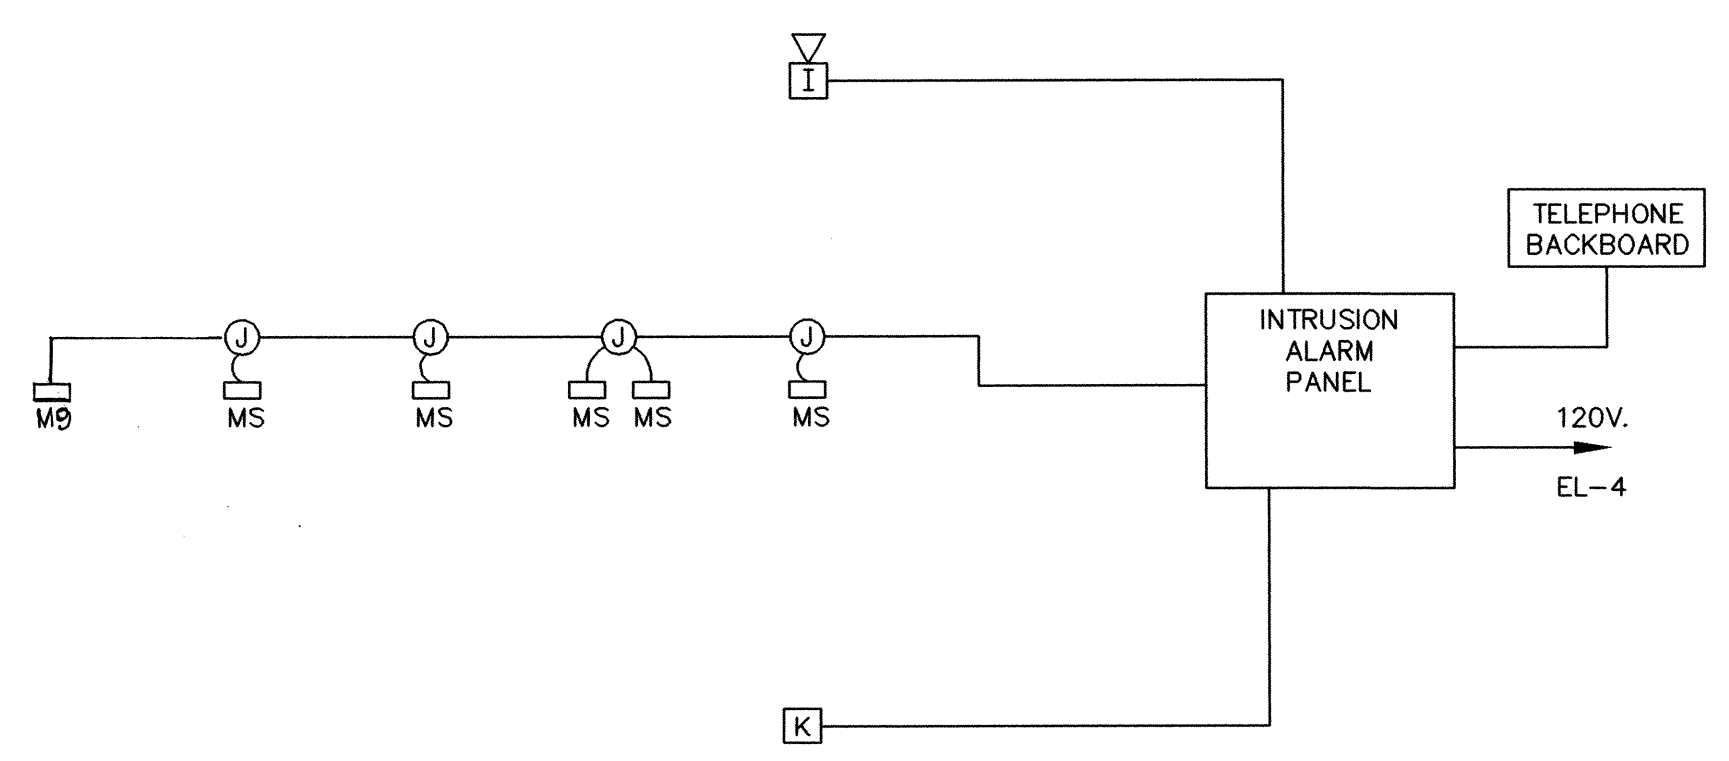 I
TELEPHONE
BACKBOARD
INTRUSION
ALARM
PANEL
J
J
J
J
M9
MS
MS
MS
MS
MS
120V.
EL-4
K